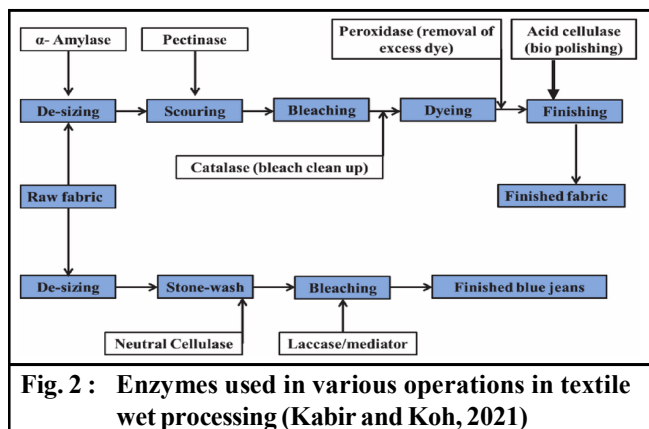 Peroxidase (removal of
excess dye)
Acid cellulase
(bio polishing)
α- Amylase
Pectinase
De-sizing
Scouring
Bleaching
Dyeing
Finishing
Catalase (bleach clean up)
Raw fabric
Finished fabric
De-sizing
Stone-wash
Bleaching
Finished blue jeans
Neutral Cellulase
Laccase/mediator
Fig. 2 : Enzymes used in various operations in textile
wet processing (Kabir and Koh, 2021)